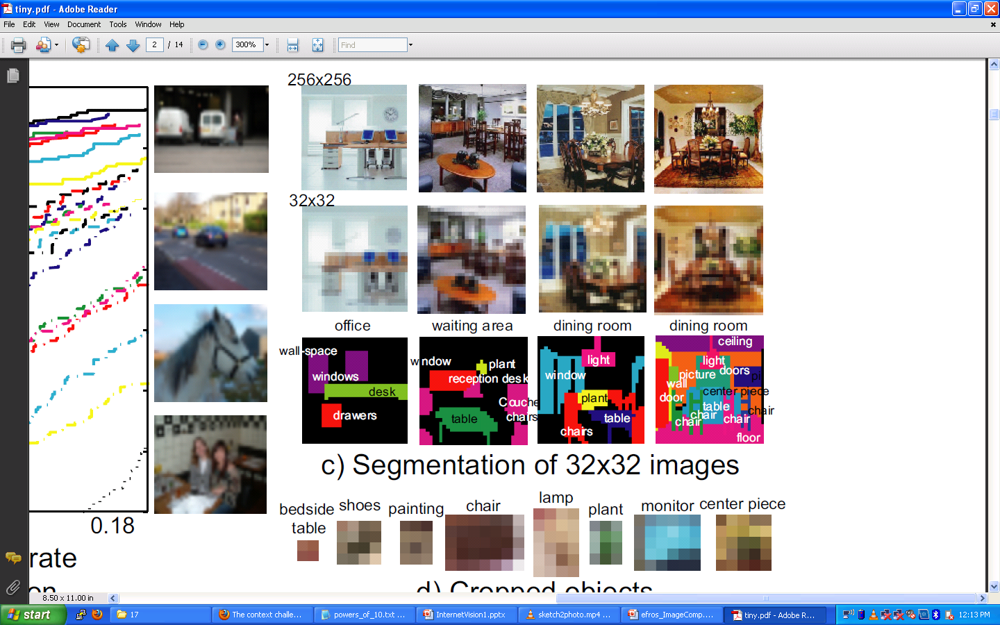 tiny.pdf - Adobe Reader
File Edit View Document Tools Window Help
2 / 14 300% Find
256x256
32x32
office waiting area dining room dining room
wall-space
windows
desk
drawers
window
plant
reception desk
Couche
chairs
table
light
window
plant
table
chairs
ceiling
light
picture doors
wall
center piece
door
table
chair
chair
chair
chair
floor
c) Segmentation of 32x32 images
bedside table
shoes
painting
chair
lamp
plant
monitor
center piece
0.18
rate
on
d) Cropped objects
8.50 x 11.00 in
start
17
The context challe...
powers_of_10.txt ...
InternetVision1.pptx
sketch2photo.mp4 ...
efros_ImageComp....
tiny.pdf - Adobe R...
12:13 PM